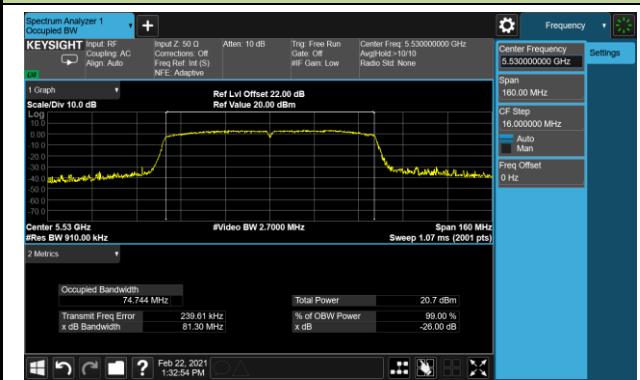 Spectrum Analyzer 1
Occupied BW
+
Frequency
KEYSIGHT
Input: RF
Coupling: AC
Align: Auto
Input Z: 50 Ω
Corrections: Off
Freq Ref: Int (S)
NFE: Adaptive
Atten: 10 dB
Trig: Free Run
Gate: Off
#IF Gain: Low
Center Freq: 5.530000000 GHz
Avg|Hold:>10/10
Radio Std: None
Center Frequency
5.530000000 GHz
Settings
Span
160.00 MHz
CF Step
16.000000 MHz
Auto
Man
Freq Offset
0 Hz
1 Graph
Scale/Div 10.0 dB
Ref Lvl Offset 22.00 dB
Ref Value 20.00 dBm
Log
10.0
0.00
-10.0
-20.0
-30.0
-40.0
-50.0
-60.0
-70.0
Center 5.53 GHz
#Res BW 910.00 kHz
#Video BW 2.7000 MHz
Span 160 MHz
Sweep 1.07 ms (2001 pts)
2 Metrics
Occupied Bandwidth
74.744 MHz
Total Power 20.7 dBm
Transmit Freq Error 239.61 kHz
% of OBW Power 99.00 %
x dB Bandwidth 81.30 MHz
x dB -26.00 dB
?
Feb 22, 2021
1:32:54 PM